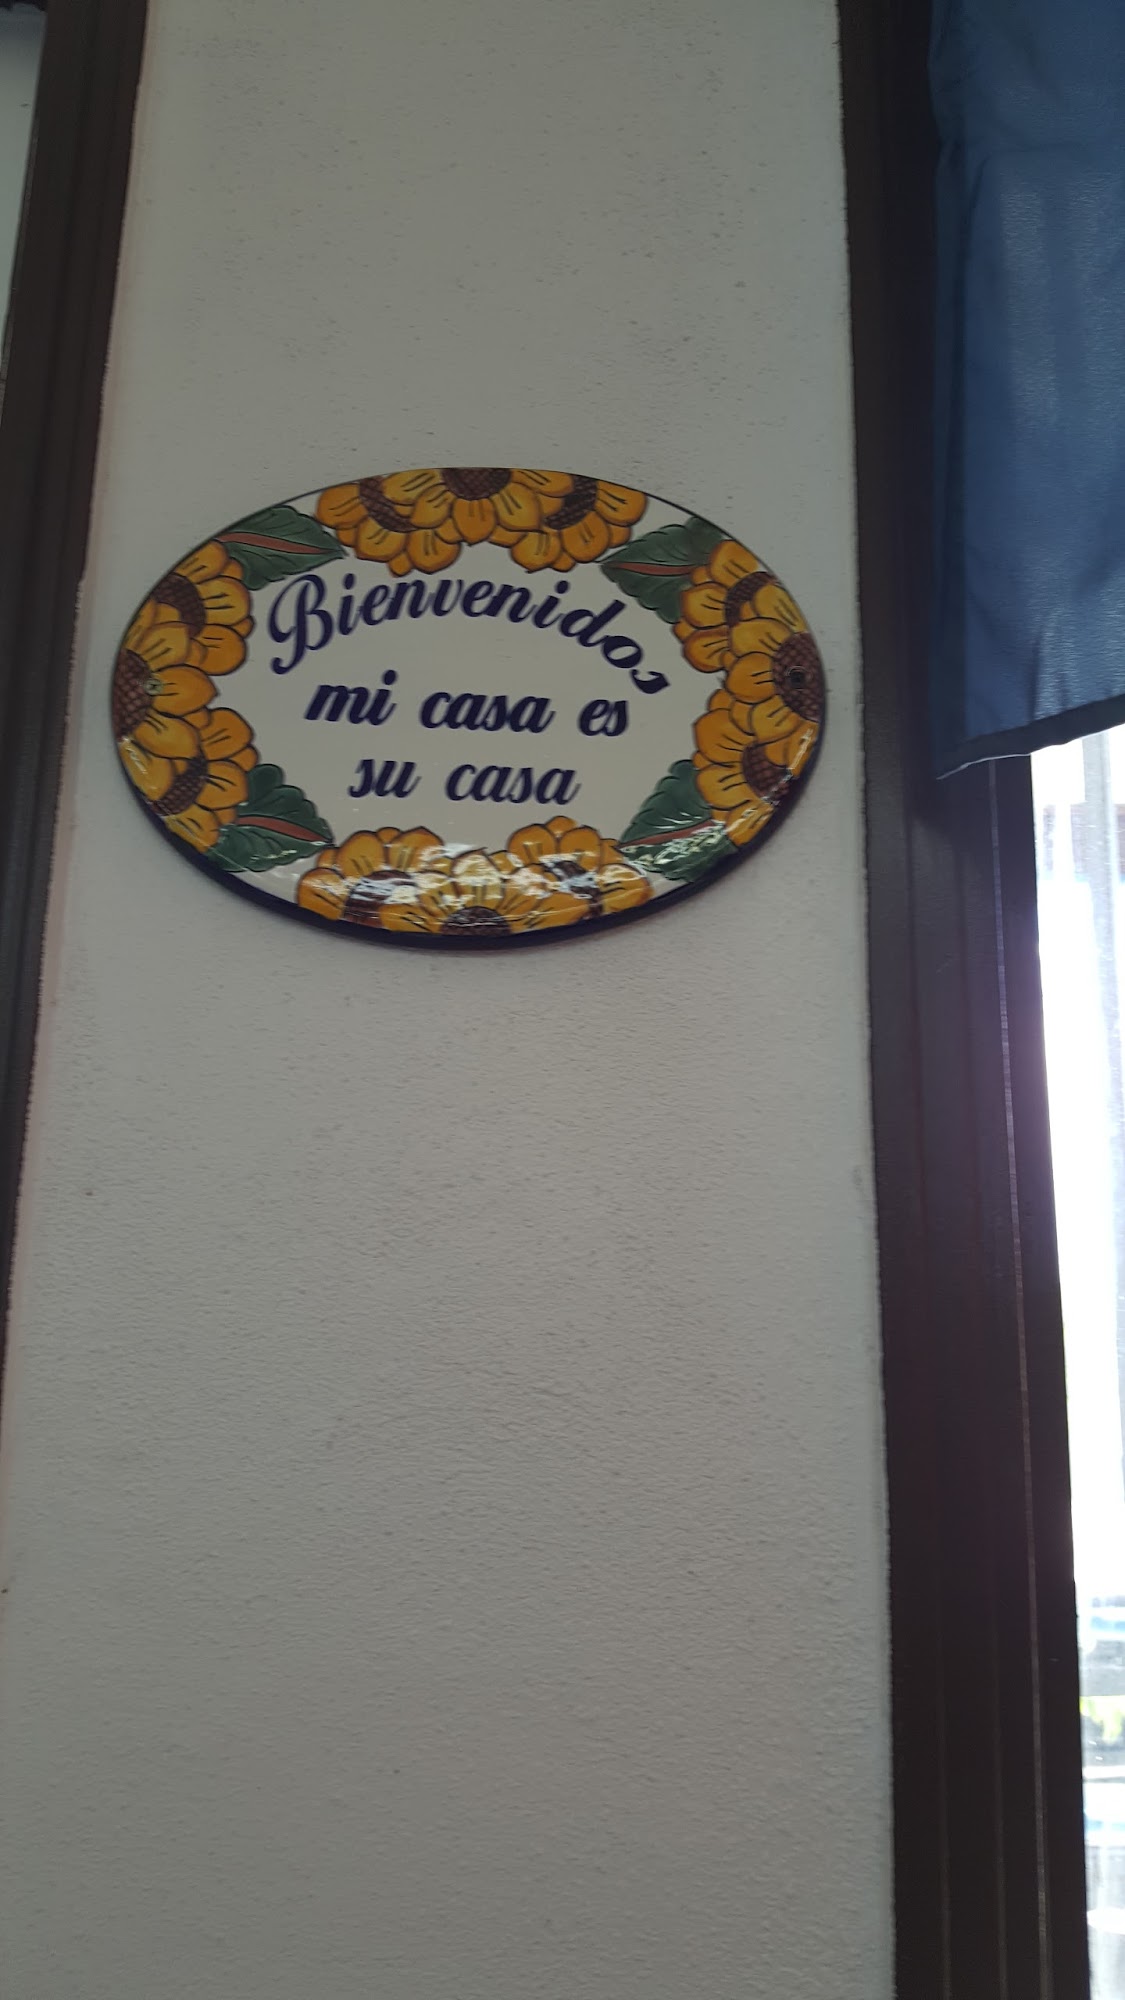 Bienvenidos
mi casa es
su casa